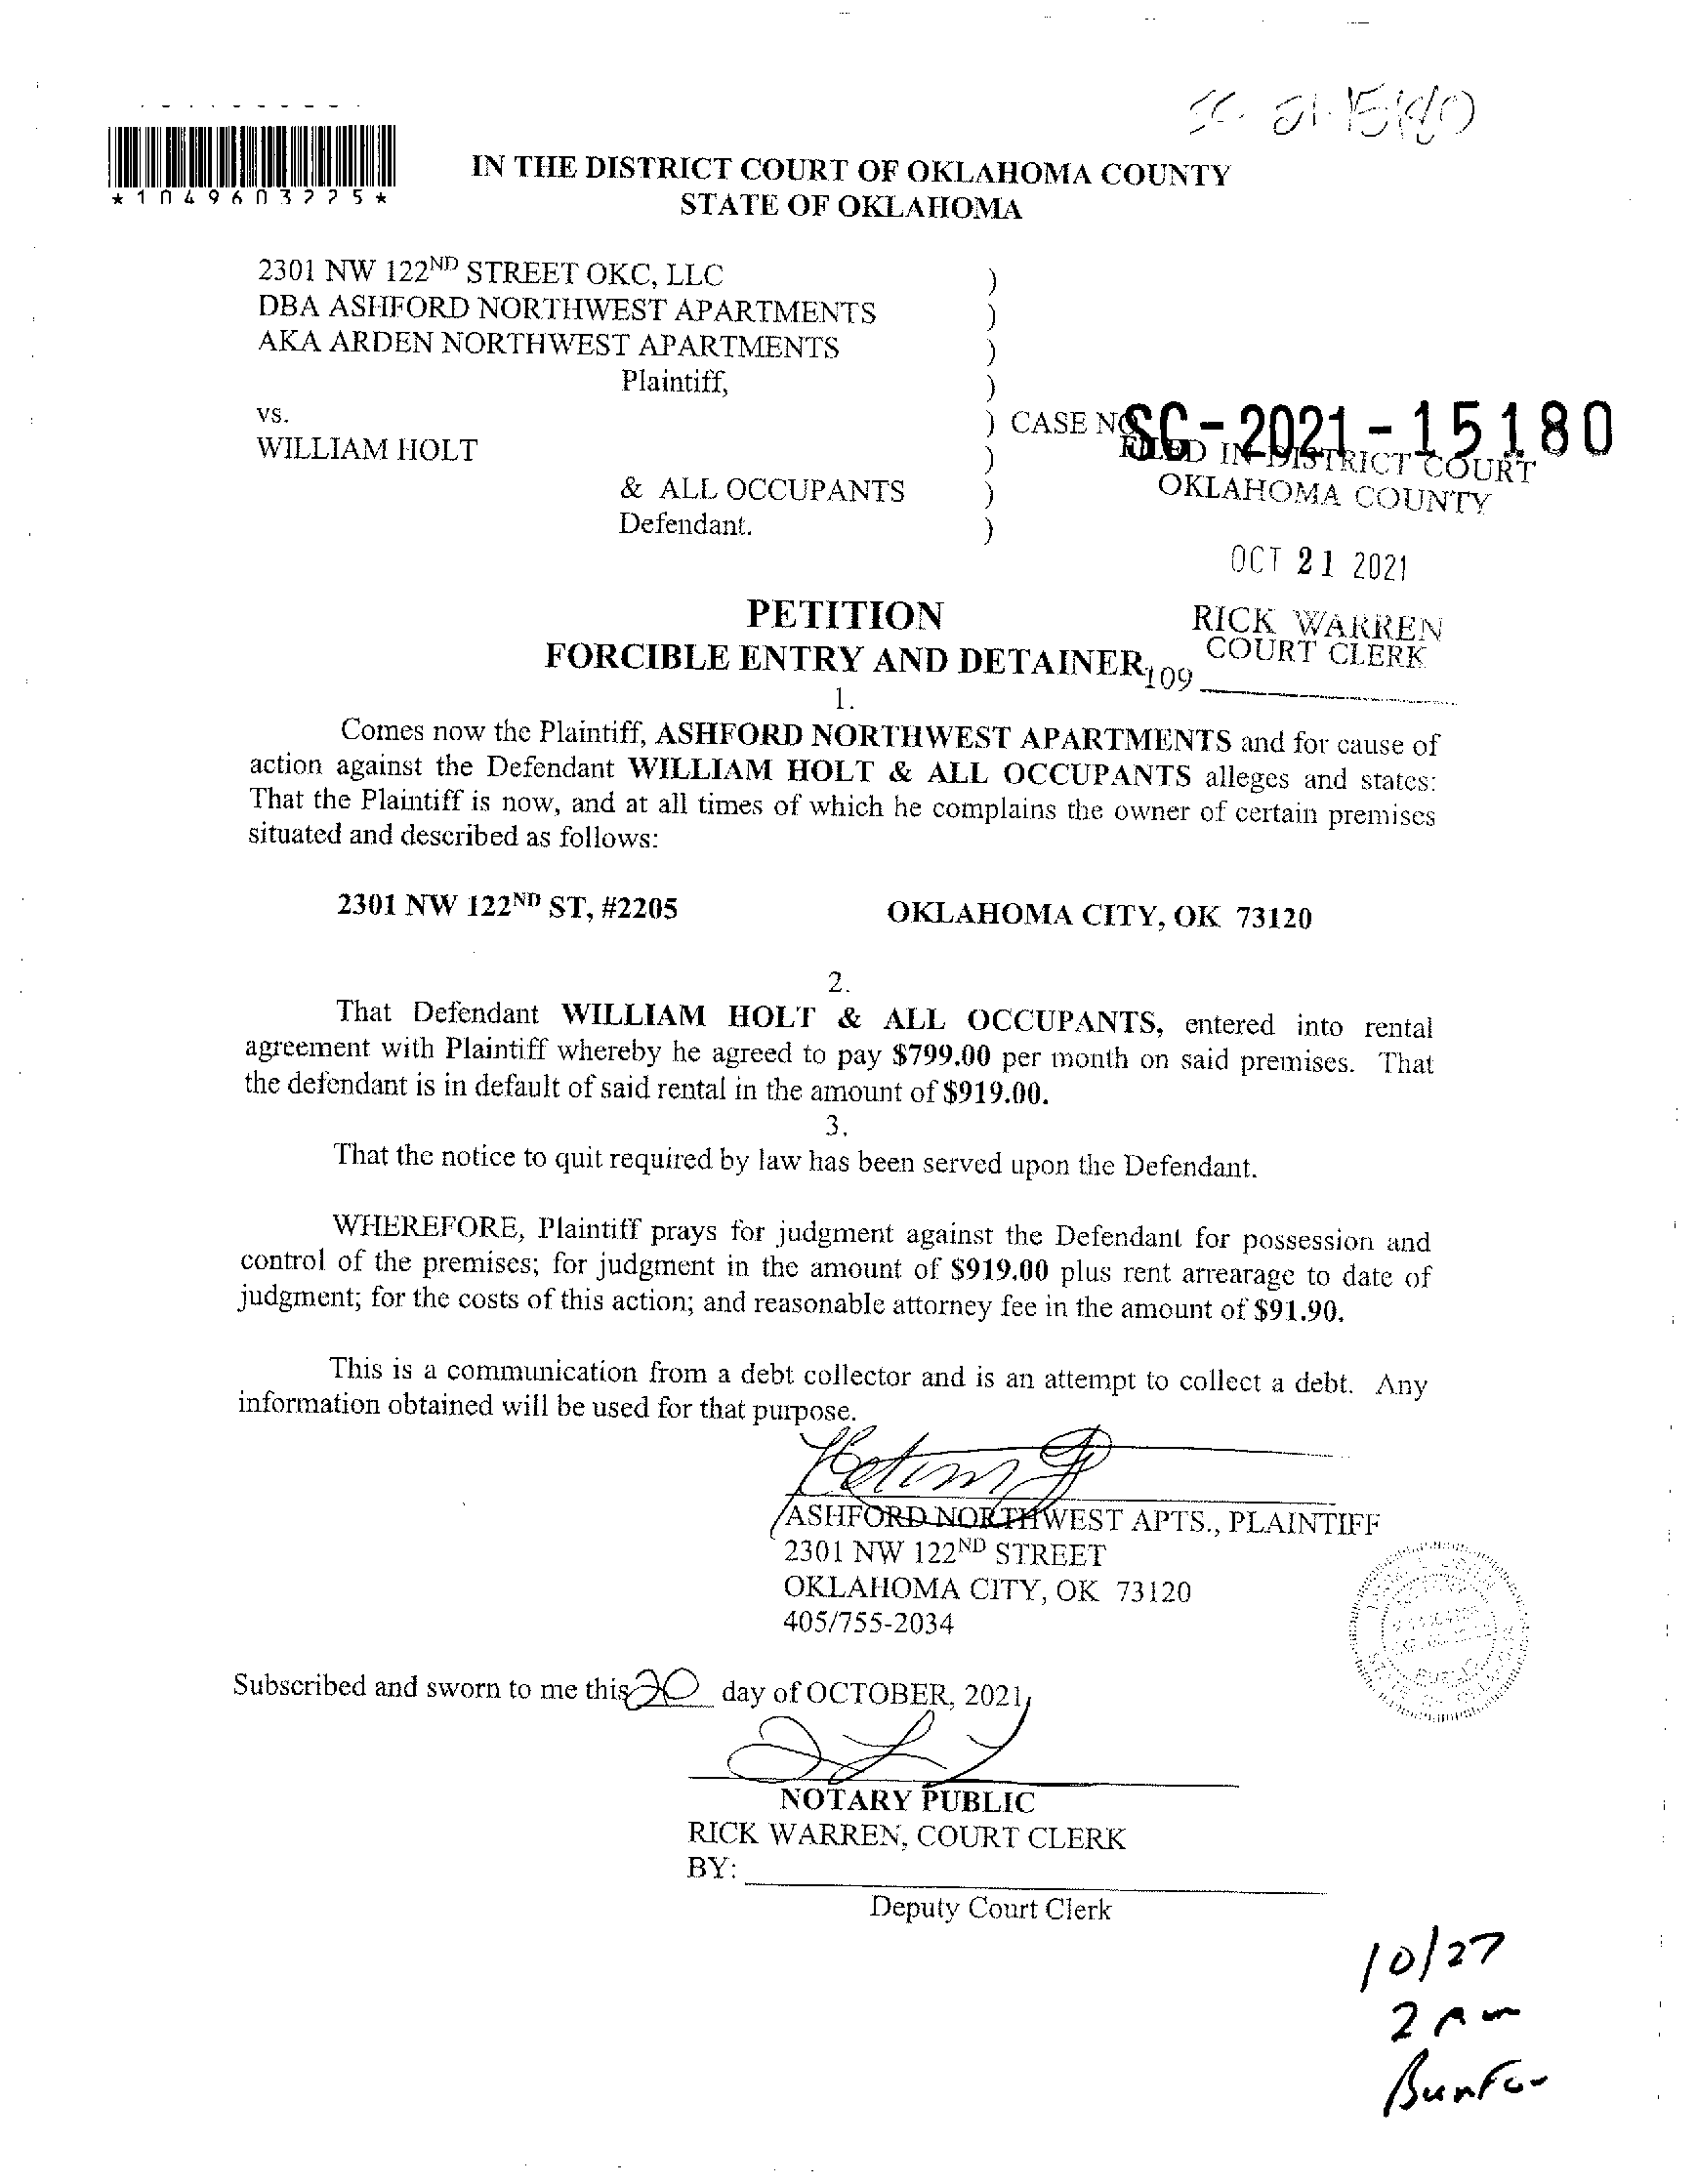 *1049603225*
IN THE DISTRICT COURT OF OKLAHOMA COUNTY
STATE OF OKLAHOMA
2301 NW 122ND STREET OKC, LLC )
DBA ASHFORD NORTHWEST APARTMENTS )
AKA ARDEN NORTHWEST APARTMENTS )
Plaintiff, )
vs. ) CASE NO SC-2021-15180
WILLIAM HOLT )
FILED IN DISTRICT COURT
& ALL OCCUPANTS )
OKLAHOMA COUNTY
Defendant. )
OCT 21 2021
PETITION
RICK WARREN
FORCIBLE ENTRY AND DETAINER
COURT CLERK
109
1.
Comes now the Plaintiff, ASHFORD NORTHWEST APARTMENTS and for cause of
action against the Defendant WILLIAM HOLT & ALL OCCUPANTS alleges and states:
That the Plaintiff is now, and at all times of which he complains the owner of certain premises
situated and described as follows:
2301 NW 122ND ST, #2205 OKLAHOMA CITY, OK 73120
2.
That Defendant WILLIAM HOLT & ALL OCCUPANTS, entered into rental
agreement with Plaintiff whereby he agreed to pay $799.00 per month on said premises. That
the defendant is in default of said rental in the amount of $919.00.
3.
That the notice to quit required by law has been served upon the Defendant.
WHEREFORE, Plaintiff prays for judgment against the Defendant for possession and
control of the premises; for judgment in the amount of $919.00 plus rent arrearage to date of
judgment; for the costs of this action; and reasonable attorney fee in the amount of $91.90.
This is a communication from a debt collector and is an attempt to collect a debt. Any
information obtained will be used for that purpose.
ASHFORD NORTHWEST APTS., PLAINTIFF
2301 NW 122ND STREET
OKLAHOMA CITY, OK 73120
405/755-2034
Subscribed and sworn to me this 20 day of OCTOBER, 2021,
NOTARY PUBLIC
RICK WARREN, COURT CLERK
BY:
Deputy Court Clerk
10/27
2 pm